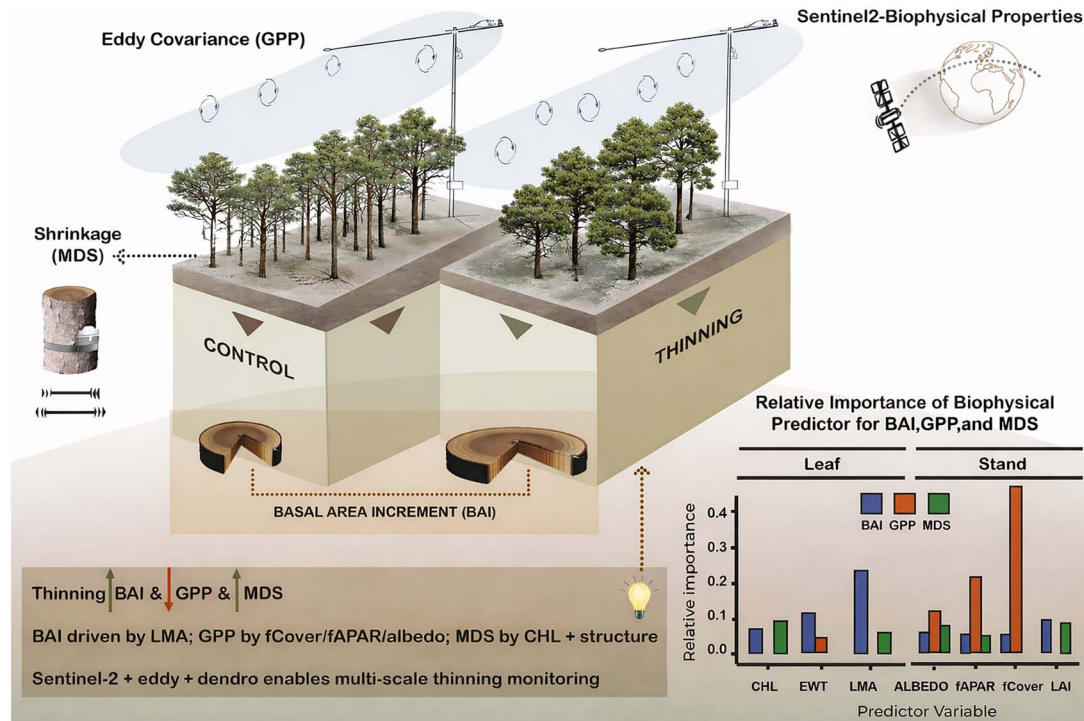 Eddy Covariance (GPP)
Sentinel2-Biophysical Properties
Shrinkage
(MDS)
CONTROL
THINNING
BASAL AREA INCREMENT (BAI)
Thinning BAI & GPP & MDS
BAI driven by LMA; GPP by fCover/fAPAR/albedo; MDS by CHL + structure
Sentinel-2 + eddy + dendro enables multi-scale thinning monitoring
Relative Importance of Biophysical
Predictor for BAI,GPP,and MDS
Leaf Stand
BAI GPP MDS
Relative importance
0.4
0.3
0.2
0.1
0.0
CHL EWT LMA ALBEDO fAPAR fCover LAI
Predictor Variable